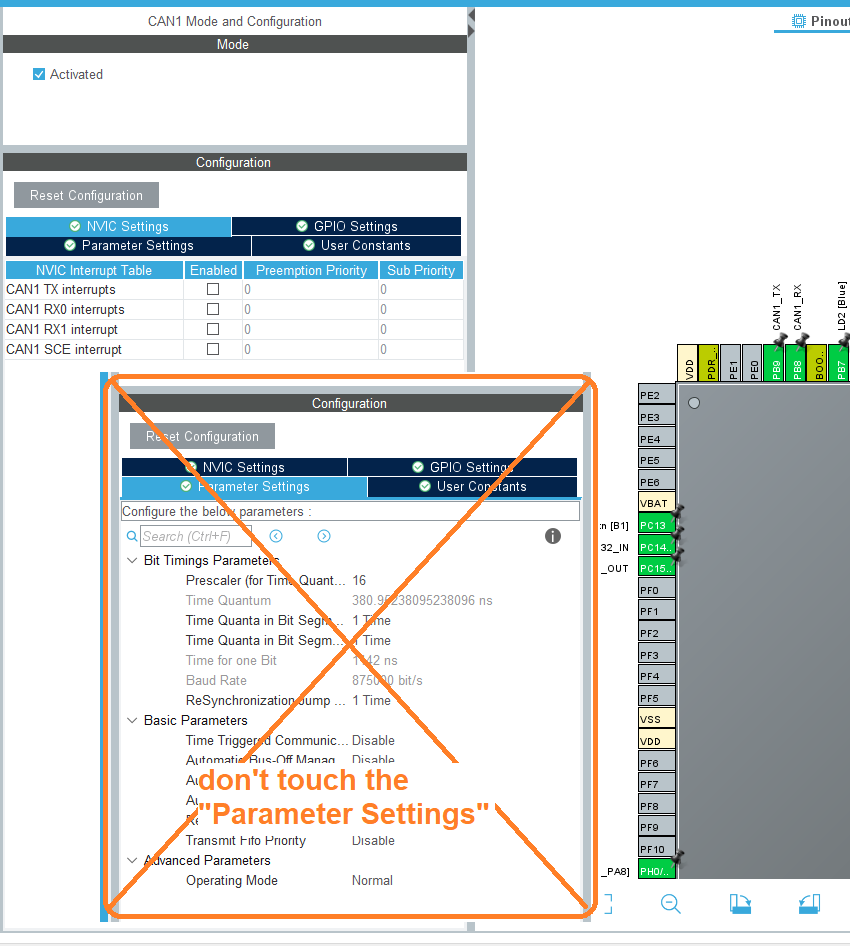 CAN1 Mode and Configuration
Pinout
Mode
Activated
Configuration
Reset Configuration
NVIC Settings
GPIO Settings
Parameter Settings
User Constants
NVIC Interrupt Table Enabled Preemption Priority Sub Priority
CAN1 TX interrupts 0 0
CAN1 RX0 interrupts 0 0
CAN1 RX1 interrupt 0 0
CAN1 SCE interrupt 0 0
Configuration
Reset Configuration
NVIC Settings
GPIO Settings
Parameter Settings
User Constants
Configure the below parameters :
Search (Ctrl+F)
Bit Timings Parameters
Prescaler (for Time Quant... 16
Time Quantum 380.95238095238096 ns
Time Quanta in Bit Segm... 1 Time
Time Quanta in Bit Segm... 1 Time
Time for one Bit 1142 ns
Baud Rate 875000 bit/s
ReSynchronization Jump ... 1 Time
Basic Parameters
Time Triggered Communic... Disable
Automatic Bus-Off Manag... Disable
don't touch the
"Parameter Settings"
Transmit Fifo Priority Disable
Advanced Parameters
Operating Mode Normal
CAN1_TX
CAN1_RX
LD2 [Blue]
VDD
PDR_..
PE1
PE0
PB9
PB8
BOO..
PB7
PE2
PE3
PE4
PE5
PE6
VBAT
[B1] PC13
32_IN PC14..
_OUT PC15..
PF0
PF1
PF2
PF3
PF4
PF5
VSS
VDD
PF6
PF7
PF8
PF9
PF10
_PA8] PH0/..